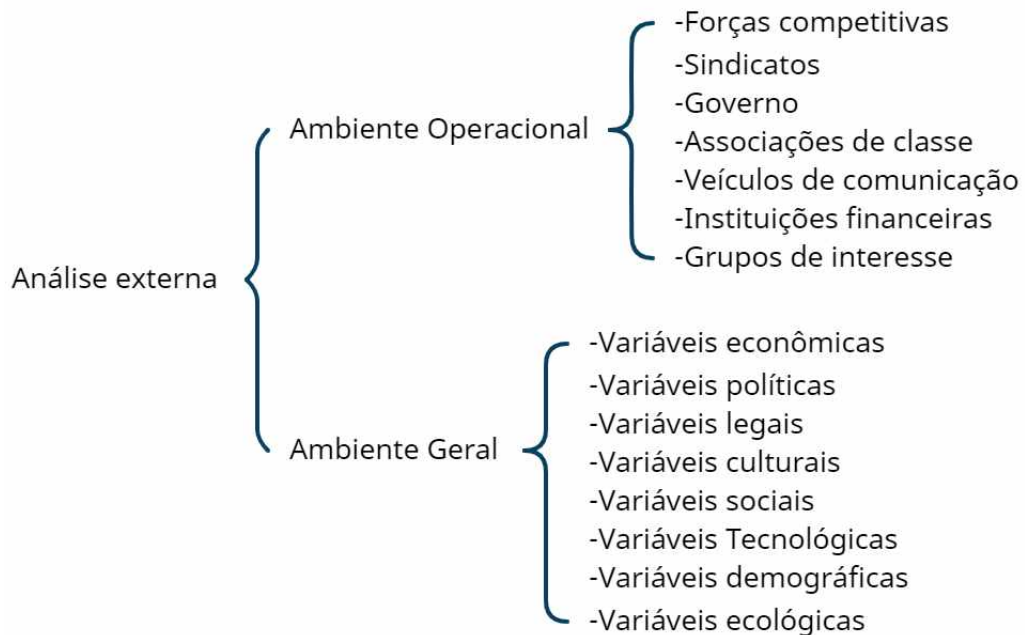 Análise externa
Ambiente Operacional
-Forças competitivas
-Sindicatos
-Governo
-Associações de classe
-Veículos de comunicação
-Instituições financeiras
-Grupos de interesse
Ambiente Geral
-Variáveis econômicas
-Variáveis políticas
-Variáveis legais
-Variáveis culturais
-Variáveis sociais
-Variáveis Tecnológicas
-Variáveis demográficas
-Variáveis ecológicas